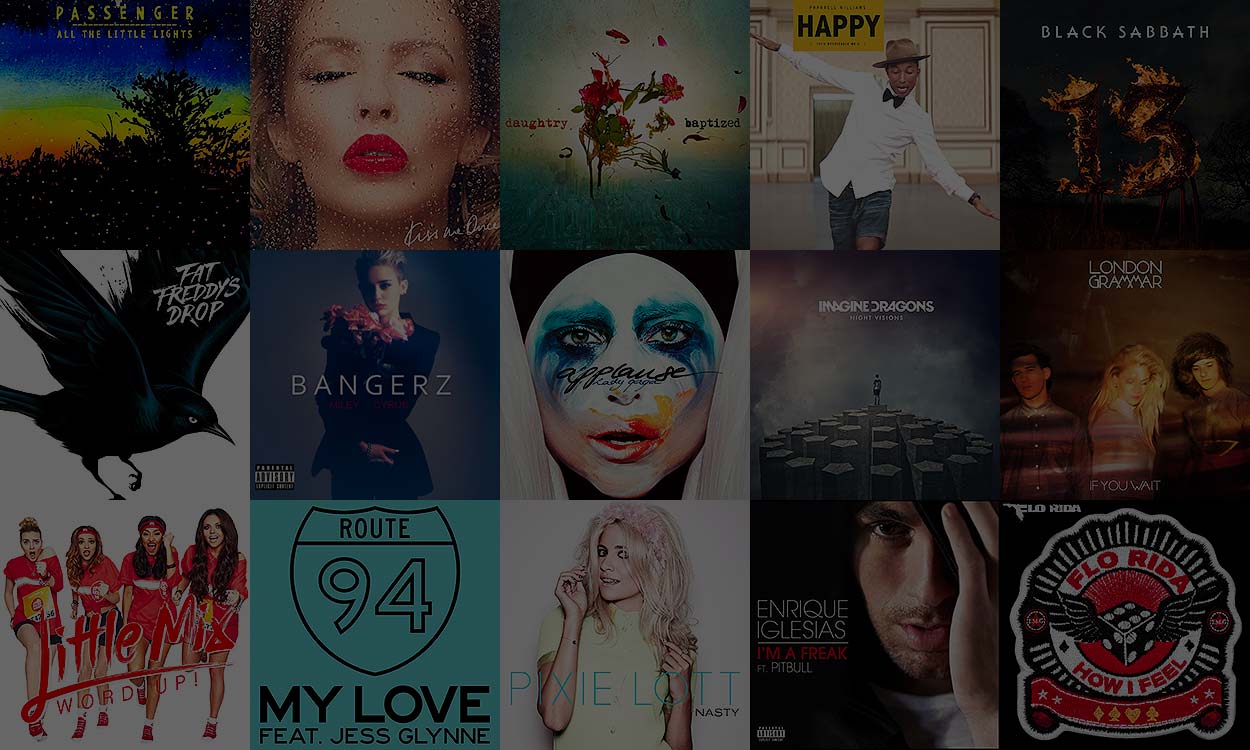 PASSENGER
ALL THE LITTLE LIGHTS
Kiss Me Once
daughtry
baptized
PHARRELL WILLIAMS
HAPPY
BLACK SABBATH
13
FAT
FREDDY'S
DROP
BANGERZ
MILEY CYRUS
PARENTAL
ADVISORY
EXPLICIT CONTENT
applause
lady gaga
IMAGINE DRAGONS
NIGHT VISIONS
LONDON
GRAMMAR
IF YOU WAIT
Little Mix
WORD UP!
ROUTE
94
MY LOVE
FEAT. JESS GLYNNE
PIXIE LOTT
NASTY
ENRIQUE
IGLESIAS
I'M A FREAK
FT. PITBULL
PARENTAL
ADVISORY
EXPLICIT CONTENT
FLO RIDA
FLO RIDA
I.M.G
I.M.G
HOW I FEEL